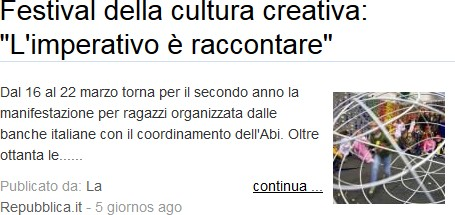 Festival della cultura creativa:
"L'imperativo è raccontare"
Dal 16 al 22 marzo torna per il secondo anno la
manifestazione per ragazzi organizzata dalle
banche italiane con il coordinamento dell'Abi. Oltre
ottanta le......
Pubblicato da: La
Repubblica.it - 5 giornos ago
continua ...